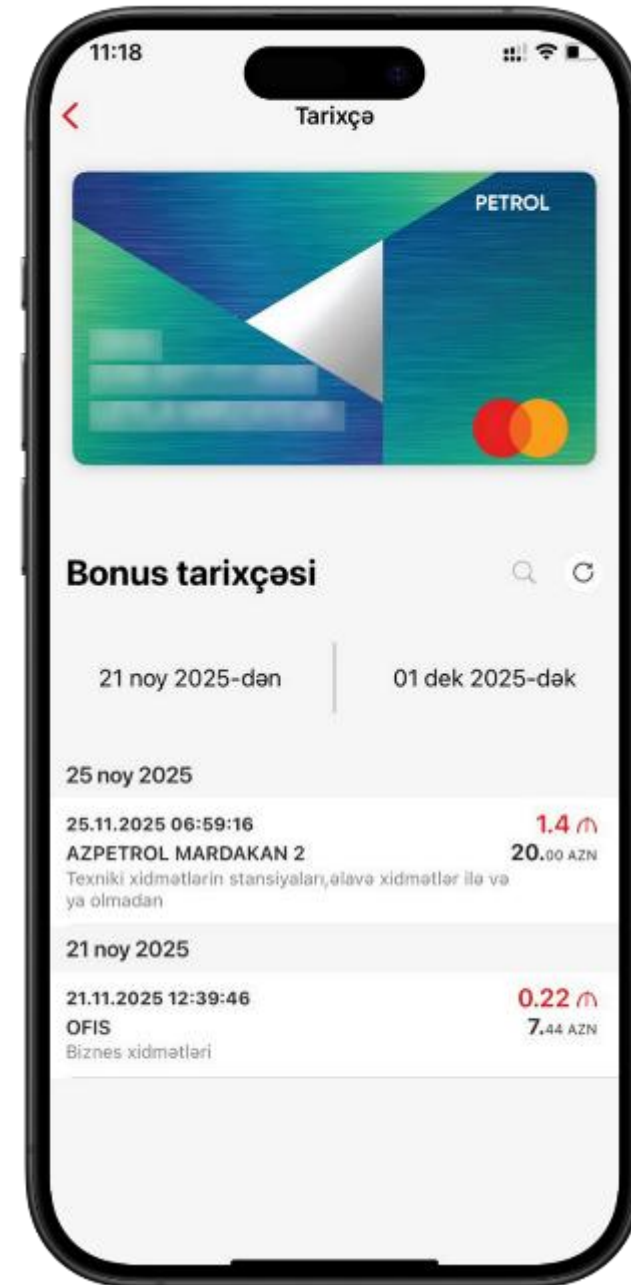 11:18
Tarixçə
PETROL
Bonus tarixçəsi
21 noy 2025-dən
01 dek 2025-dək
25 noy 2025
25.11.2025 06:59:16 1.4 ₼
AZPETROL MARDAKAN 2 20.00 AZN
Texniki xidmətlərin stansiyaları,əlavə xidmətlər ilə və
ya olmadan
21 noy 2025
21.11.2025 12:39:46 0.22 ₼
OFIS 7.44 AZN
Biznes xidmətləri